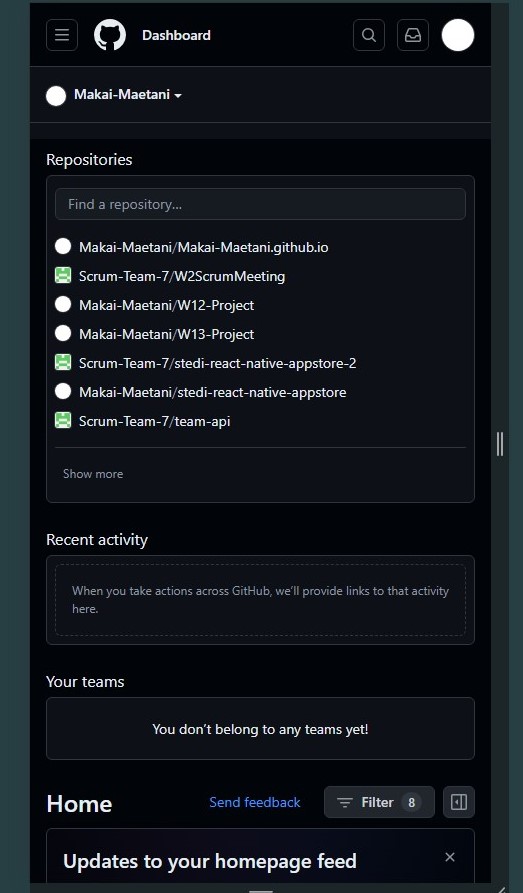 Dashboard
Makai-Maetani
Repositories
Find a repository...
Makai-Maetani/Makai-Maetani.github.io
Scrum-Team-7/W2ScrumMeeting
Makai-Maetani/W12-Project
Makai-Maetani/W13-Project
Scrum-Team-7/stedi-react-native-appstore-2
Makai-Maetani/stedi-react-native-appstore
Scrum-Team-7/team-api
Show more
Recent activity
When you take actions across GitHub, we’ll provide links to that activity
here.
Your teams
You don’t belong to any teams yet!
Home Send feedback Filter 8
Updates to your homepage feed